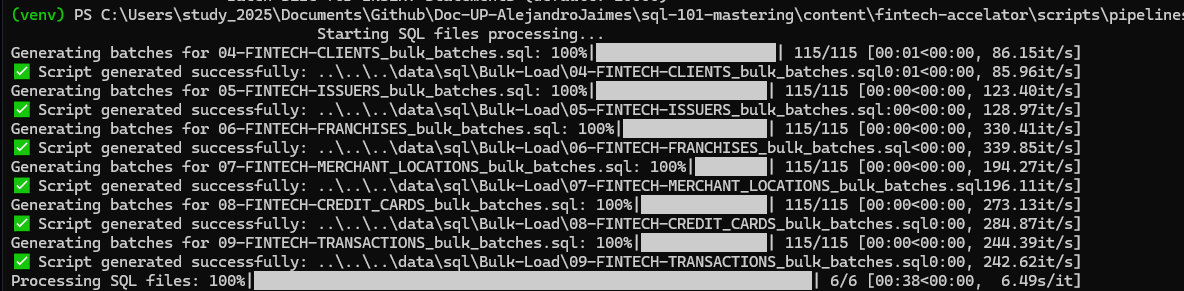 (venv) PS C:\Users\study_2025\Documents\Github\Doc-UP-AlejandroJaimes\sql-101-mastering\content\fintech-accelator\scripts\pipelines
Starting SQL files processing...
Generating batches for 04-FINTECH-CLIENTS_bulk_batches.sql: 100%| | 115/115 [00:01<00:00, 86.15it/s]
✅ Script generated successfully: ..\..\..\data\sql\Bulk-Load\04-FINTECH-CLIENTS_bulk_batches.sql0:01<00:00, 85.96it/s]
Generating batches for 05-FINTECH-ISSUERS_bulk_batches.sql: 100%| | 115/115 [00:00<00:00, 123.40it/s]
✅ Script generated successfully: ..\..\..\data\sql\Bulk-Load\05-FINTECH-ISSUERS_bulk_batches.sql:00<00:00, 128.97it/s]
Generating batches for 06-FINTECH-FRANCHISES_bulk_batches.sql: 100%| | 115/115 [00:00<00:00, 330.41it/s]
✅ Script generated successfully: ..\..\..\data\sql\Bulk-Load\06-FINTECH-FRANCHISES_bulk_batches.sql<00:00, 339.85it/s]
Generating batches for 07-FINTECH-MERCHANT_LOCATIONS_bulk_batches.sql: 100%| | 115/115 [00:00<00:00, 194.27it/s]
✅ Script generated successfully: ..\..\..\data\sql\Bulk-Load\07-FINTECH-MERCHANT_LOCATIONS_bulk_batches.sql196.11it/s]
Generating batches for 08-FINTECH-CREDIT_CARDS_bulk_batches.sql: 100%| | 115/115 [00:00<00:00, 273.13it/s]
✅ Script generated successfully: ..\..\..\data\sql\Bulk-Load\08-FINTECH-CREDIT_CARDS_bulk_batches.sql0:00, 284.87it/s]
Generating batches for 09-FINTECH-TRANSACTIONS_bulk_batches.sql: 100%| | 115/115 [00:00<00:00, 244.39it/s]
✅ Script generated successfully: ..\..\..\data\sql\Bulk-Load\09-FINTECH-TRANSACTIONS_bulk_batches.sql0:00, 242.62it/s]
Processing SQL files: 100%| | 6/6 [00:38<00:00, 6.49s/it]